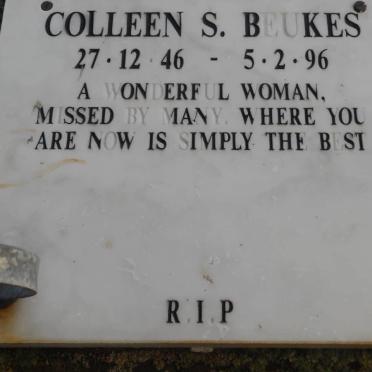 COLLEEN S. BEUKES
27·12·46 - 5·2·96
A WONDERFUL WOMAN,
MISSED BY MANY. WHERE YOU
ARE NOW IS SIMPLY THE BEST
R.I.P